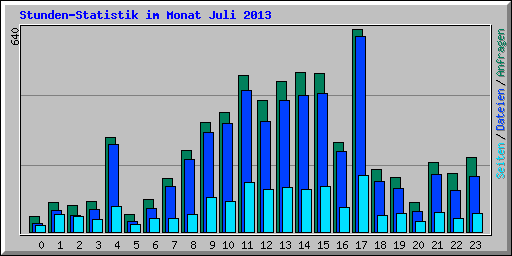 Stunden-Statistik im Monat Juli 2013
640
Seiten / Dateien / Anfragen
0 1 2 3 4 5 6 7 8 9 10 11 12 13 14 15 16 17 18 19 20 21 22 23